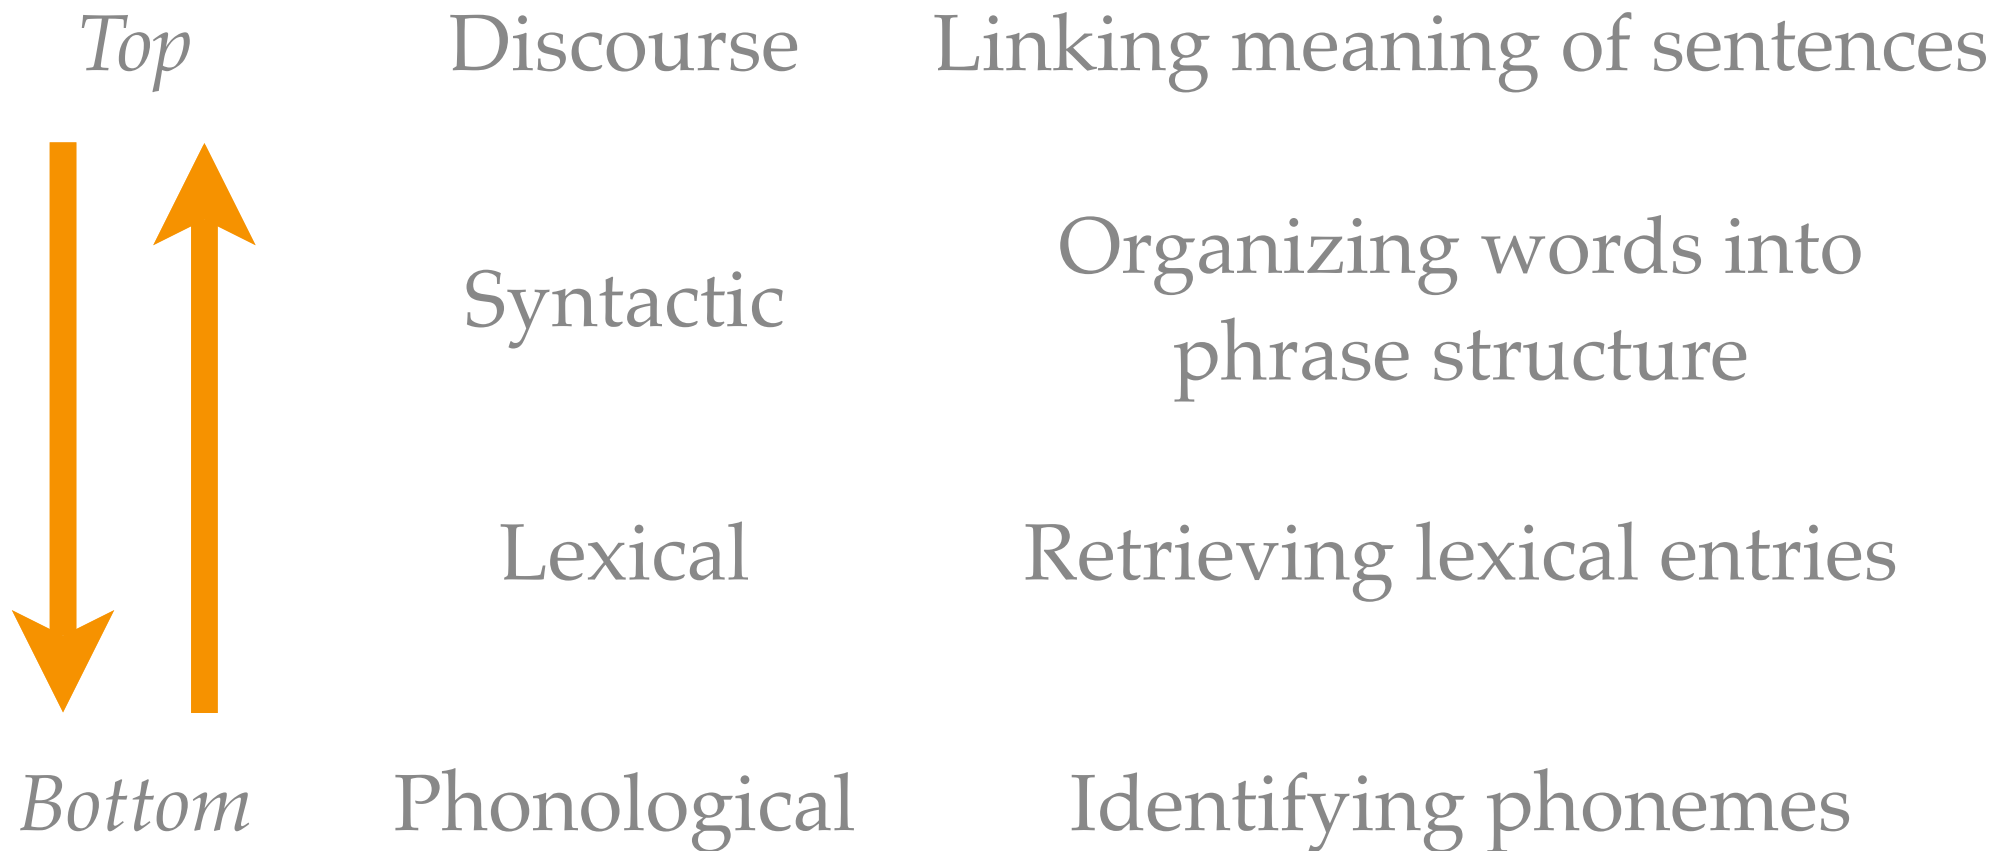 Top Discourse Linking meaning of sentences
Syntactic Organizing words into
phrase structure
Lexical Retrieving lexical entries
Bottom Phonological Identifying phonemes